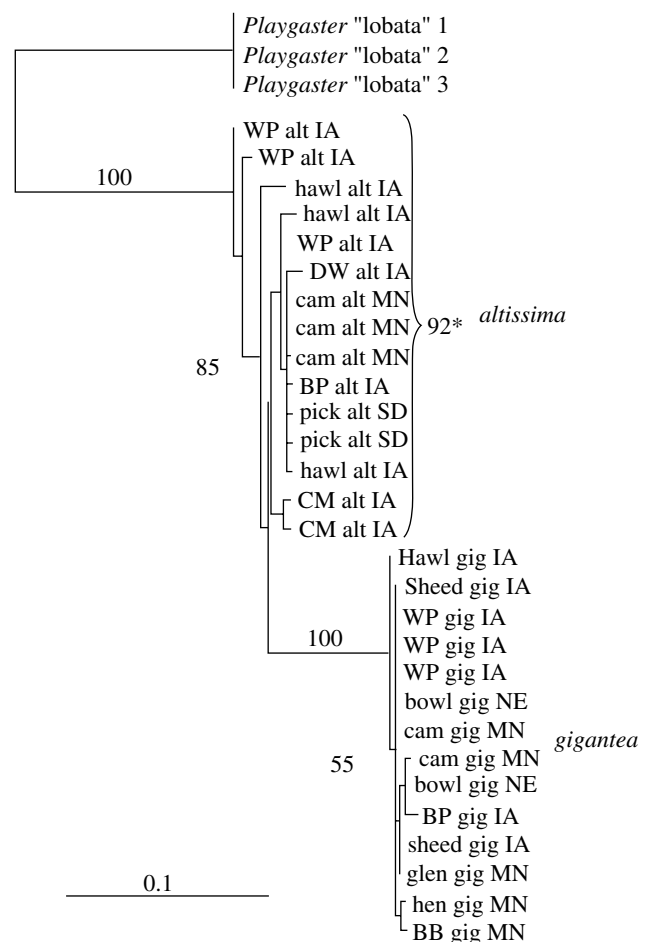 Playgaster "lobata" 1
Playgaster "lobata" 2
Playgaster "lobata" 3
WP alt IA
WP alt IA
100
hawl alt IA
hawl alt IA
WP alt IA
DW alt IA
cam alt MN
altissima
cam alt MN
92*
cam alt MN
85
BP alt IA
pick alt SD
pick alt SD
hawl alt IA
CM alt IA
CM alt IA
Hawl gig IA
Sheed gig IA
WP gig IA
100
WP gig IA
WP gig IA
bowl gig NE
cam gig MN
gigantea
cam gig MN
55
bowl gig NE
BP gig IA
sheed gig IA
glen gig MN
0.1
hen gig MN
BB gig MN